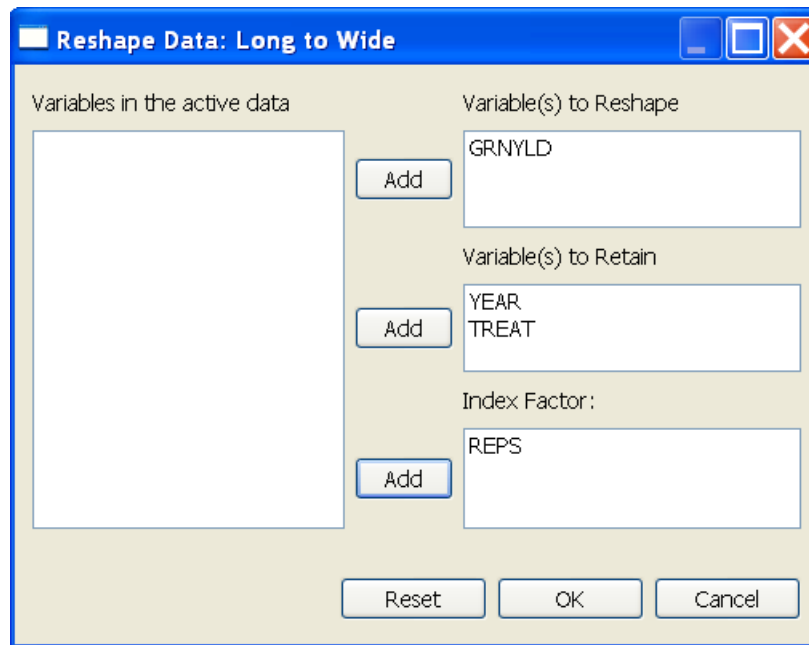 Reshape Data: Long to Wide
Variables in the active data
Variable(s) to Reshape
Add
GRNYLD
Variable(s) to Retain
Add
YEAR
TREAT
Index Factor:
Add
REPS
Reset
OK
Cancel